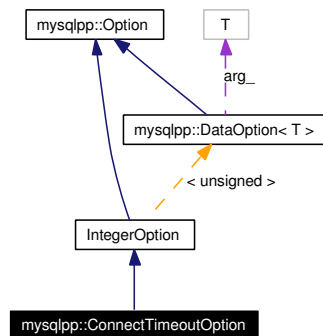 mysqlpp::Option
T
arg_
mysqlpp::DataOption< T >
< unsigned >
IntegerOption
mysqlpp::ConnectTimeoutOption